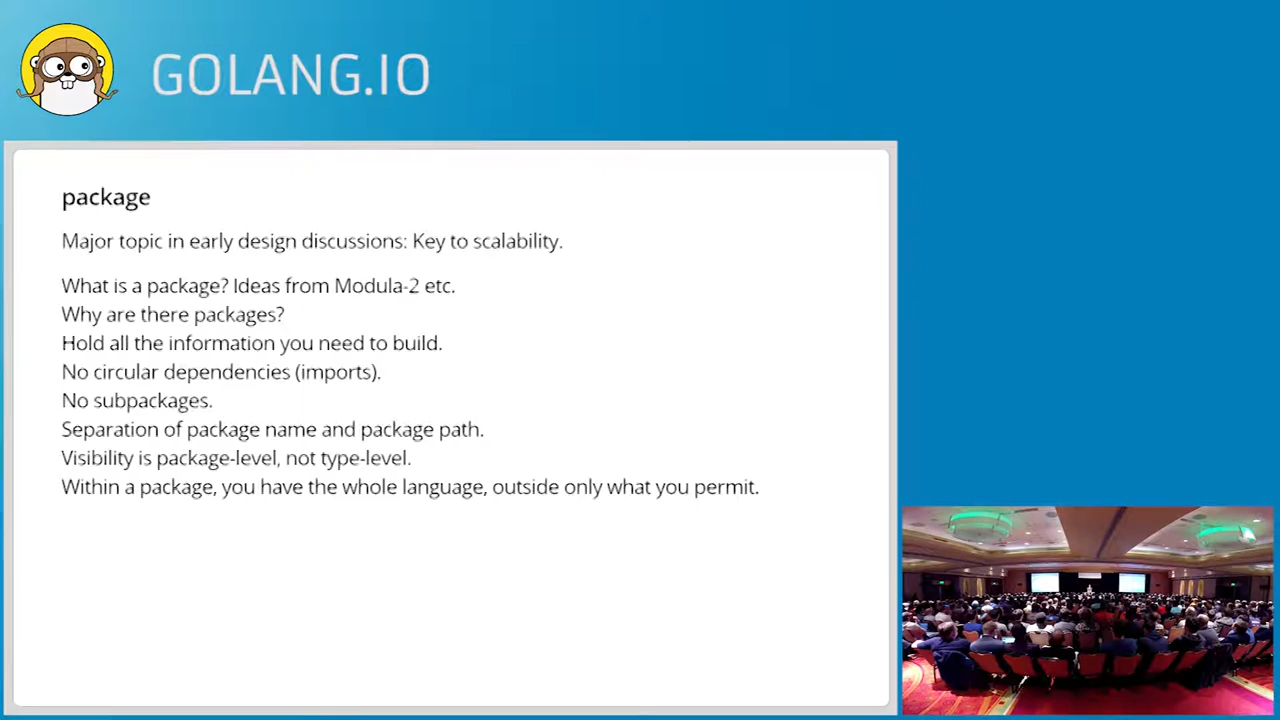 GOLANG.IO
package
Major topic in early design discussions: Key to scalability.
What is a package? Ideas from Modula-2 etc.
Why are there packages?
Hold all the information you need to build.
No circular dependencies (imports).
No subpackages.
Separation of package name and package path.
Visibility is package-level, not type-level.
Within a package, you have the whole language, outside only what you permit.